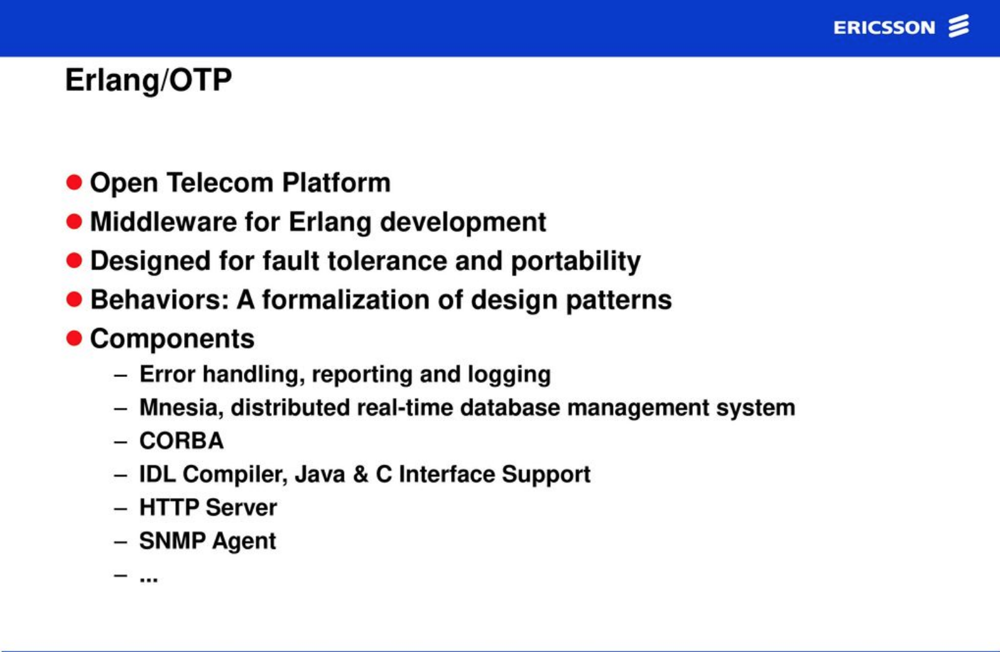 ERICSSON
Erlang/OTP
● Open Telecom Platform
● Middleware for Erlang development
● Designed for fault tolerance and portability
● Behaviors: A formalization of design patterns
● Components
– Error handling, reporting and logging
– Mnesia, distributed real-time database management system
– CORBA
– IDL Compiler, Java & C Interface Support
– HTTP Server
– SNMP Agent
– ...